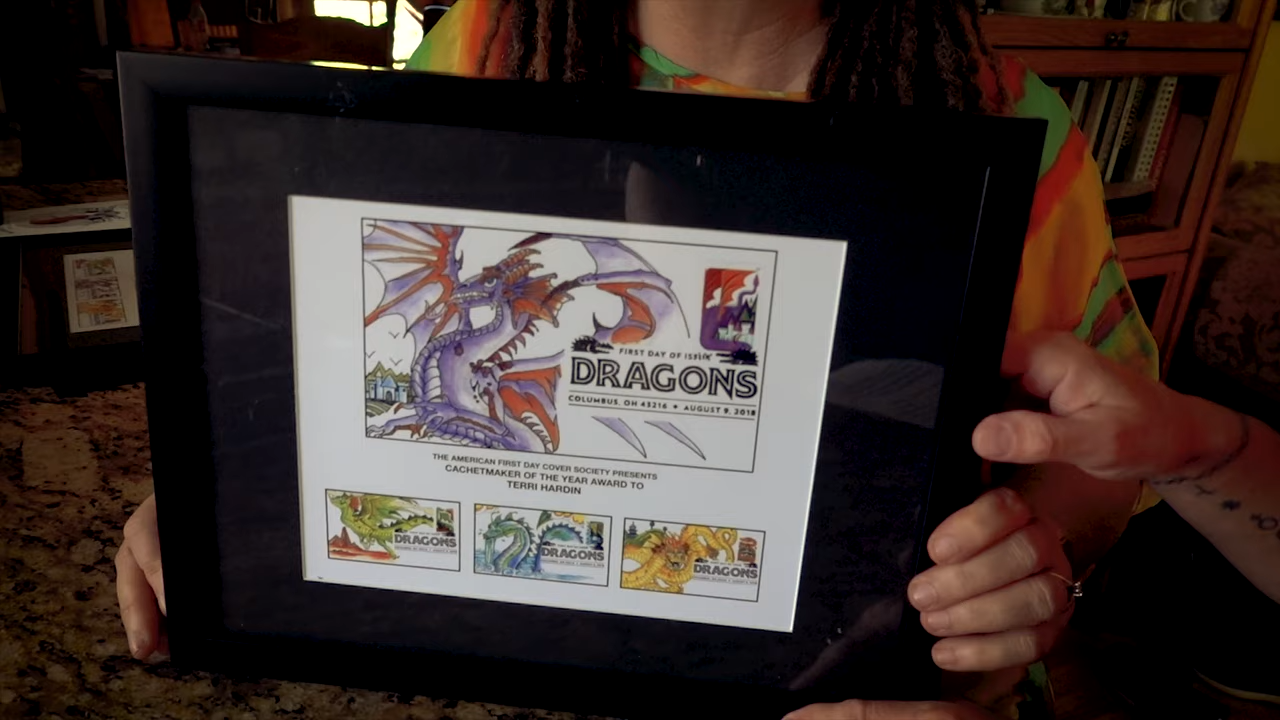 FIRST DAY OF ISSUE
DRAGONS
COLUMBUS, OH 43216 • AUGUST 9, 2018
THE AMERICAN FIRST DAY COVER SOCIETY PRESENTS
CACHETMAKER OF THE YEAR AWARD TO
TERRI HARDIN
DRAGONS
DRAGONS
DRAGONS